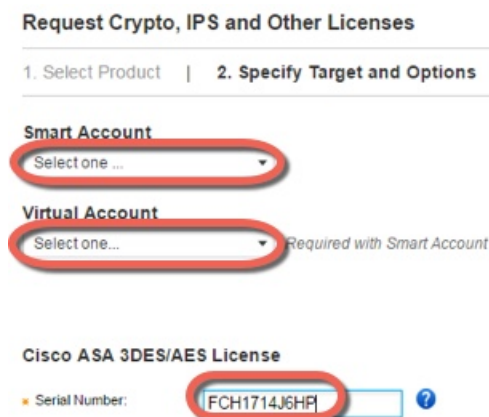 Request Crypto, IPS and Other Licenses
1. Select Product | 2. Specify Target and Options
Smart Account
Select one ...
Virtual Account
Select one... Required with Smart Account
Cisco ASA 3DES/AES License
Serial Number: FCH1714J6HP ?